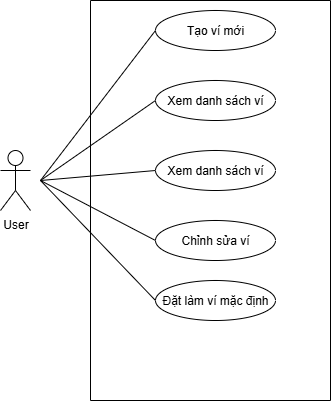 Tạo ví mới
Xem danh sách ví
Xem danh sách ví
User
Chỉnh sửa ví
Đặt làm ví mặc định